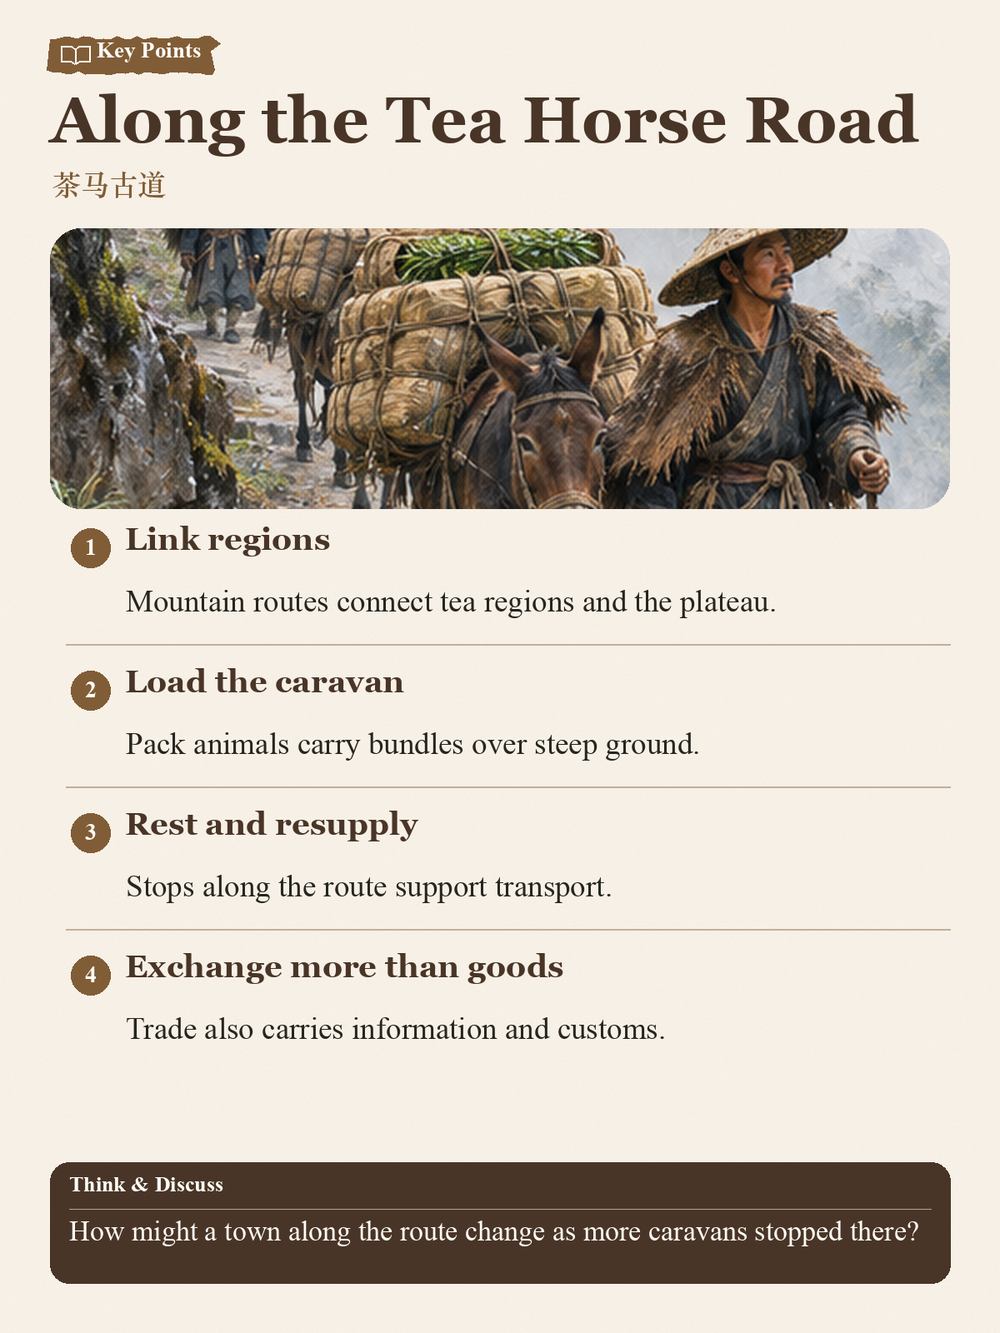 Key Points
Along the Tea Horse Road
茶马古道
1 Link regions
Mountain routes connect tea regions and the plateau.
2 Load the caravan
Pack animals carry bundles over steep ground.
3 Rest and resupply
Stops along the route support transport.
4 Exchange more than goods
Trade also carries information and customs.
Think & Discuss
How might a town along the route change as more caravans stopped there?